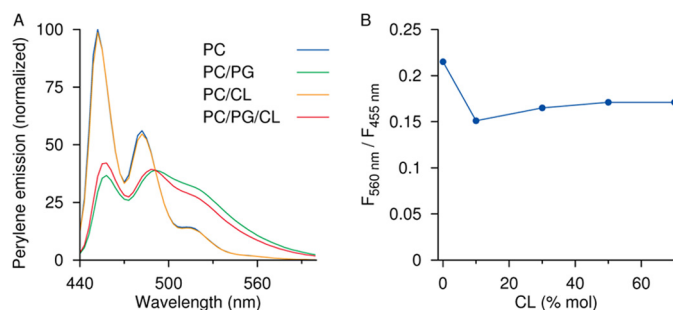 A
Perylene emission (normalized)
100
75
50
25
0
440
500
560
Wavelength (nm)
PC
PC/PG
PC/CL
PC/PG/CL
B
F560 nm / F455 nm
0.25
0.2
0.15
0.1
0.05
0
0
20
40
60
CL (% mol)